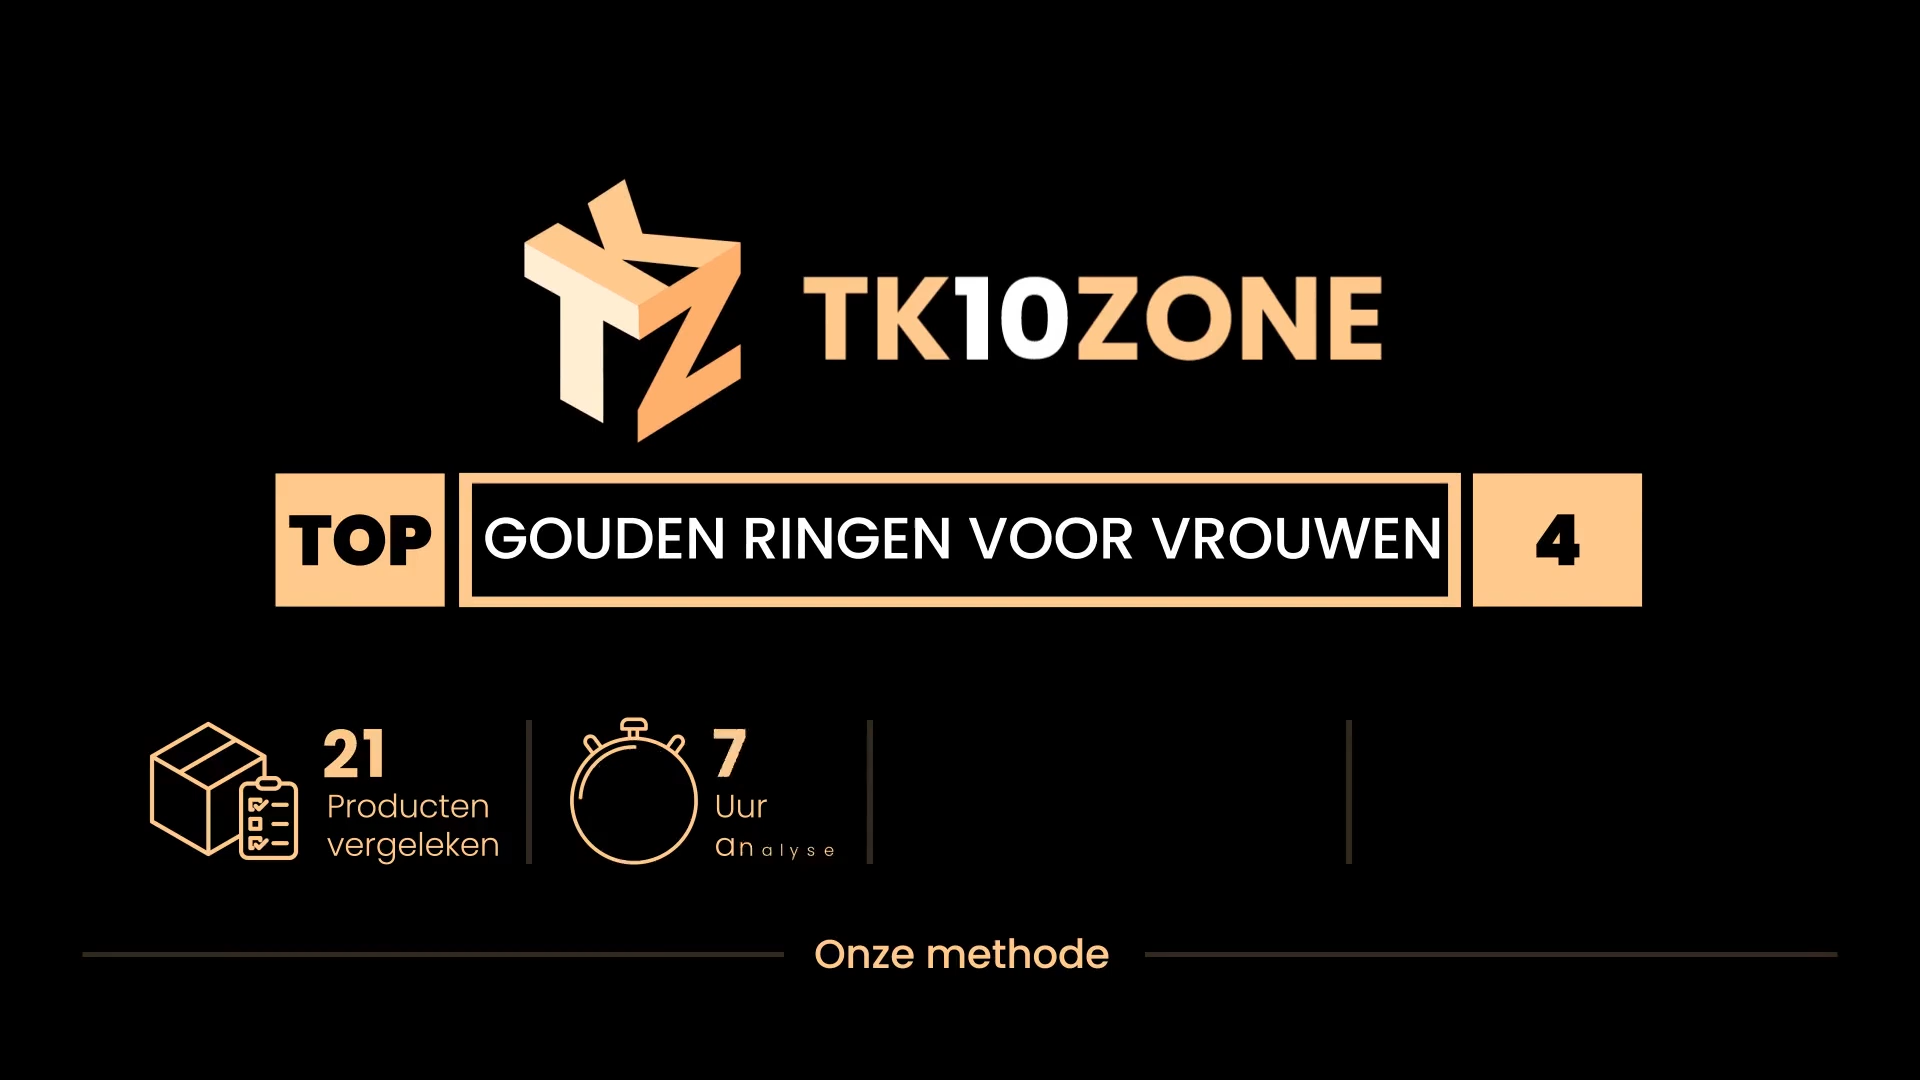 TK10ZONE
TOP GOUDEN RINGEN VOOR VROUWEN 4
21
Producten
vergeleken
7
Uur
analyse
Onze methode